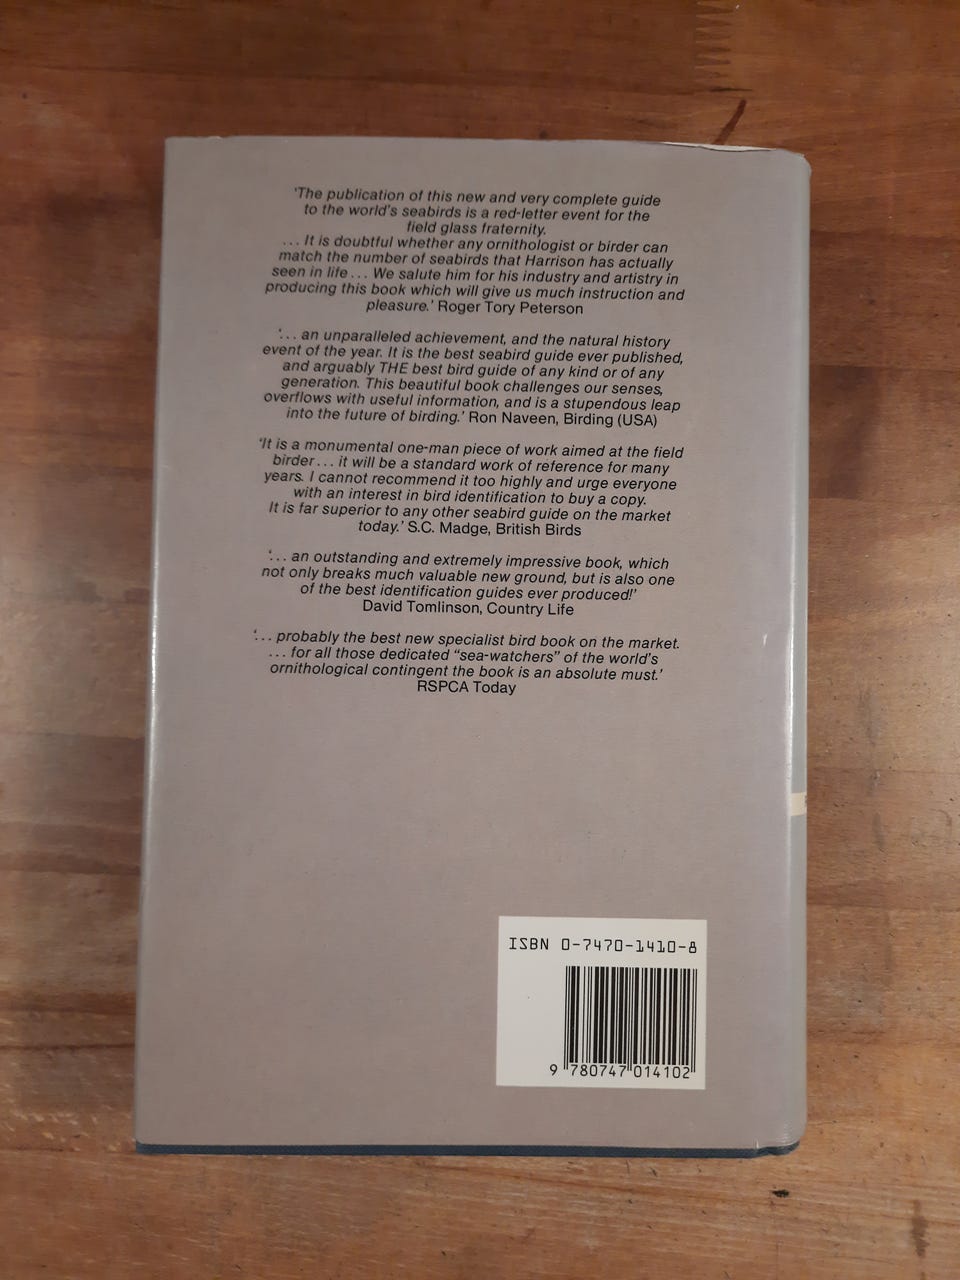 'The publication of this new and very complete guide
to the world's seabirds is a red-letter event for the
field glass fraternity.
... It is doubtful whether any ornithologist or birder can
match the number of seabirds that Harrison has actually
seen in life ... We salute him for his industry and artistry in
producing this book which will give us much instruction and
pleasure.' Roger Tory Peterson
'... an unparalleled achievement, and the natural history
event of the year. It is the best seabird guide ever published,
and arguably THE best bird guide of any kind or of any
generation. This beautiful book challenges our senses,
overflows with useful information, and is a stupendous leap
into the future of birding.' Ron Naveen, Birding (USA)
'It is a monumental one-man piece of work aimed at the field
birder ... it will be a standard work of reference for many
years. I cannot recommend it too highly and urge everyone
with an interest in bird identification to buy a copy.
It is far superior to any other seabird guide on the market
today.' S.C. Madge, British Birds
'... an outstanding and extremely impressive book, which
not only breaks much valuable new ground, but is also one
of the best identification guides ever produced!'
David Tomlinson, Country Life
'... probably the best new specialist bird book on the market.
... for all those dedicated "sea-watchers" of the world's
ornithological contingent the book is an absolute must.'
RSPCA Today
ISBN 0-7470-1410-8
9 780747 014102